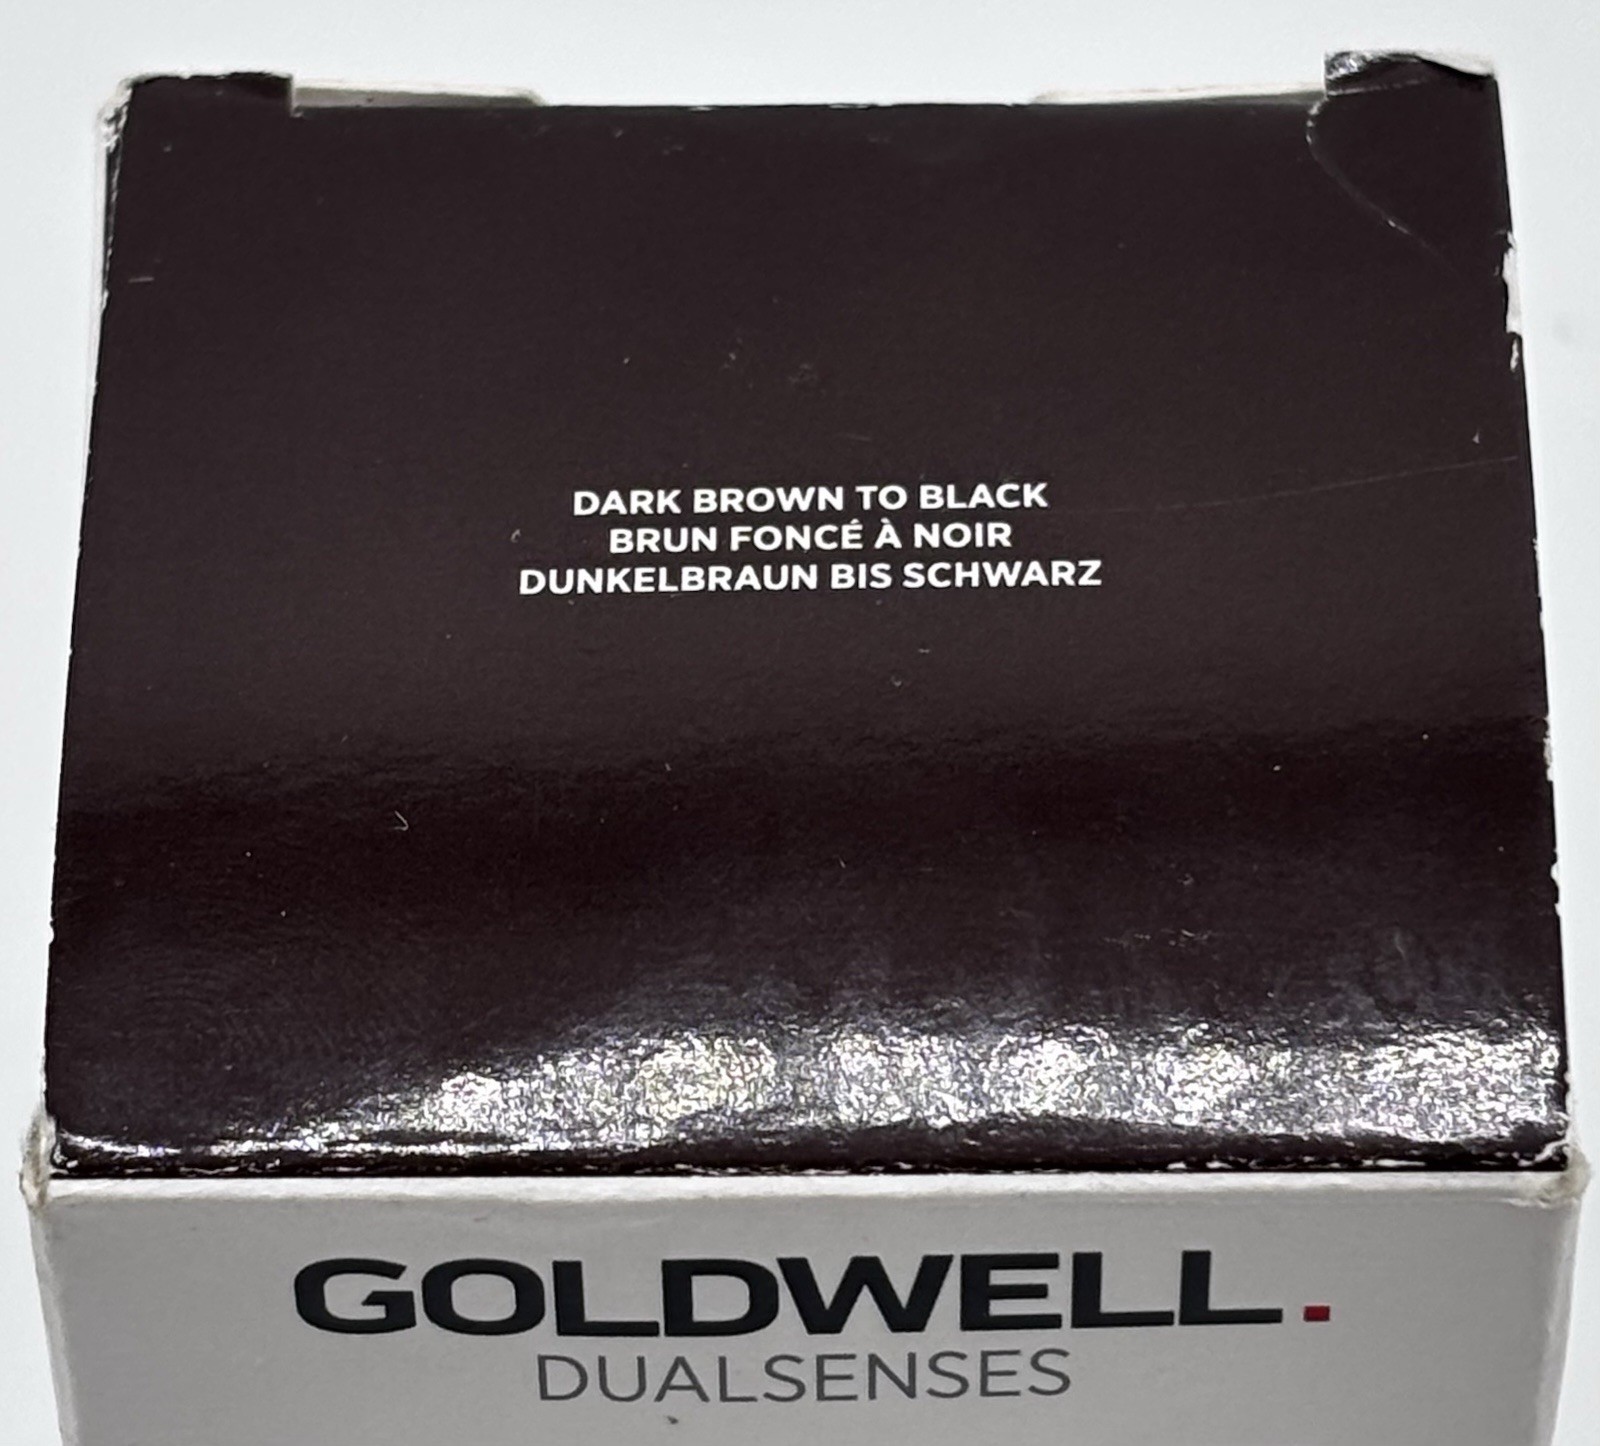 DARK BROWN TO BLACK
BRUN FONCÉ À NOIR
DUNKELBRAUN BIS SCHWARZ
GOLDWELL.
DUALSENSES